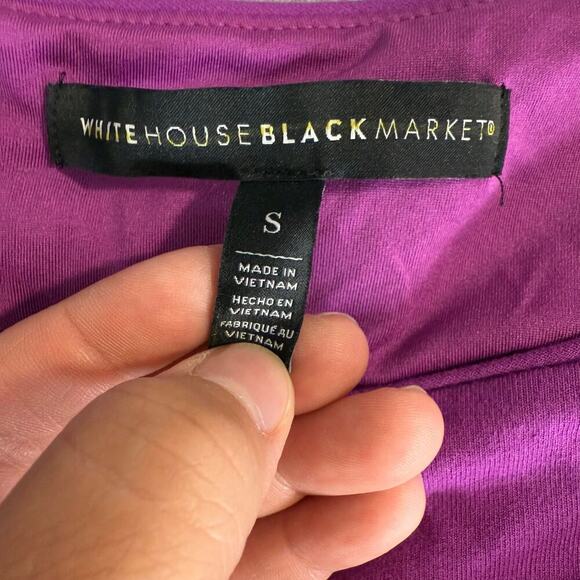 WHITE HOUSE BLACK MARKET®
S
MADE IN
VIETNAM
HECHO EN
VIETNAM
FABRIQUÉ AU
VIETNAM